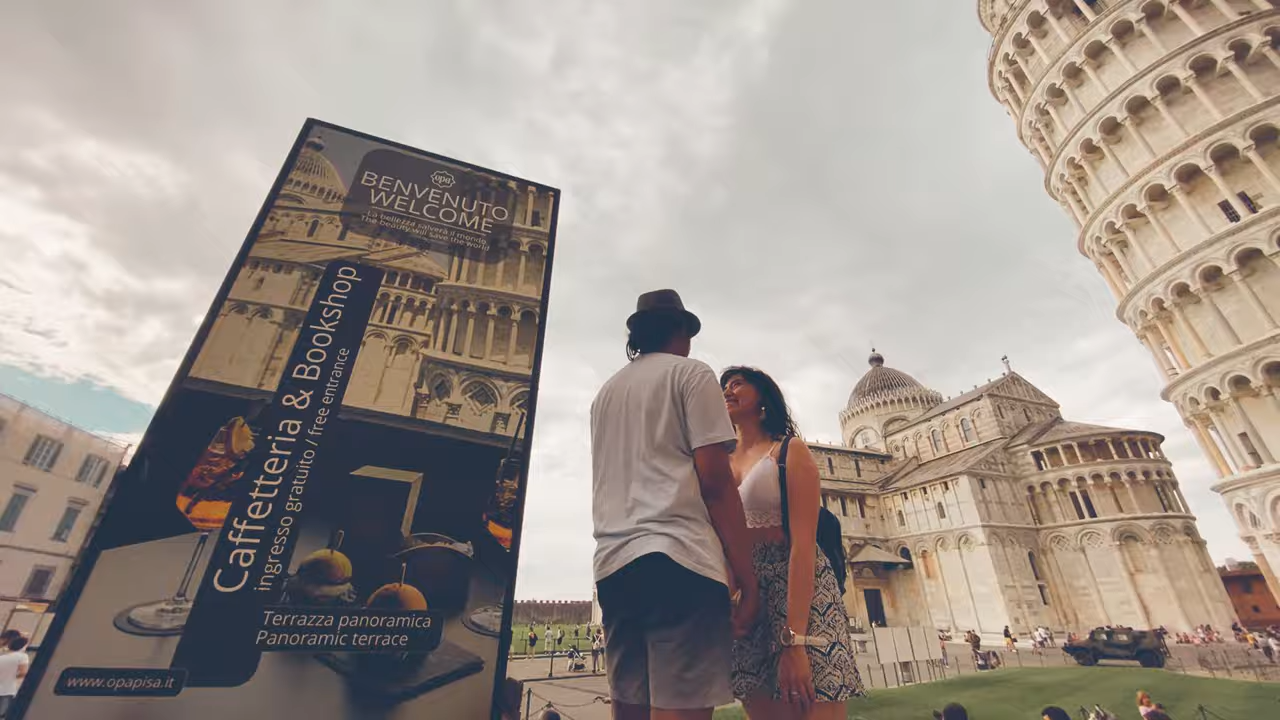 opa
BENVENUTO
WELCOME
La bellezza salverà il mondo
The beauty will save the world
Caffetteria & Bookshop
ingresso gratuito / free entrance
Terrazza panoramica
Panoramic terrace
www.opapisa.it